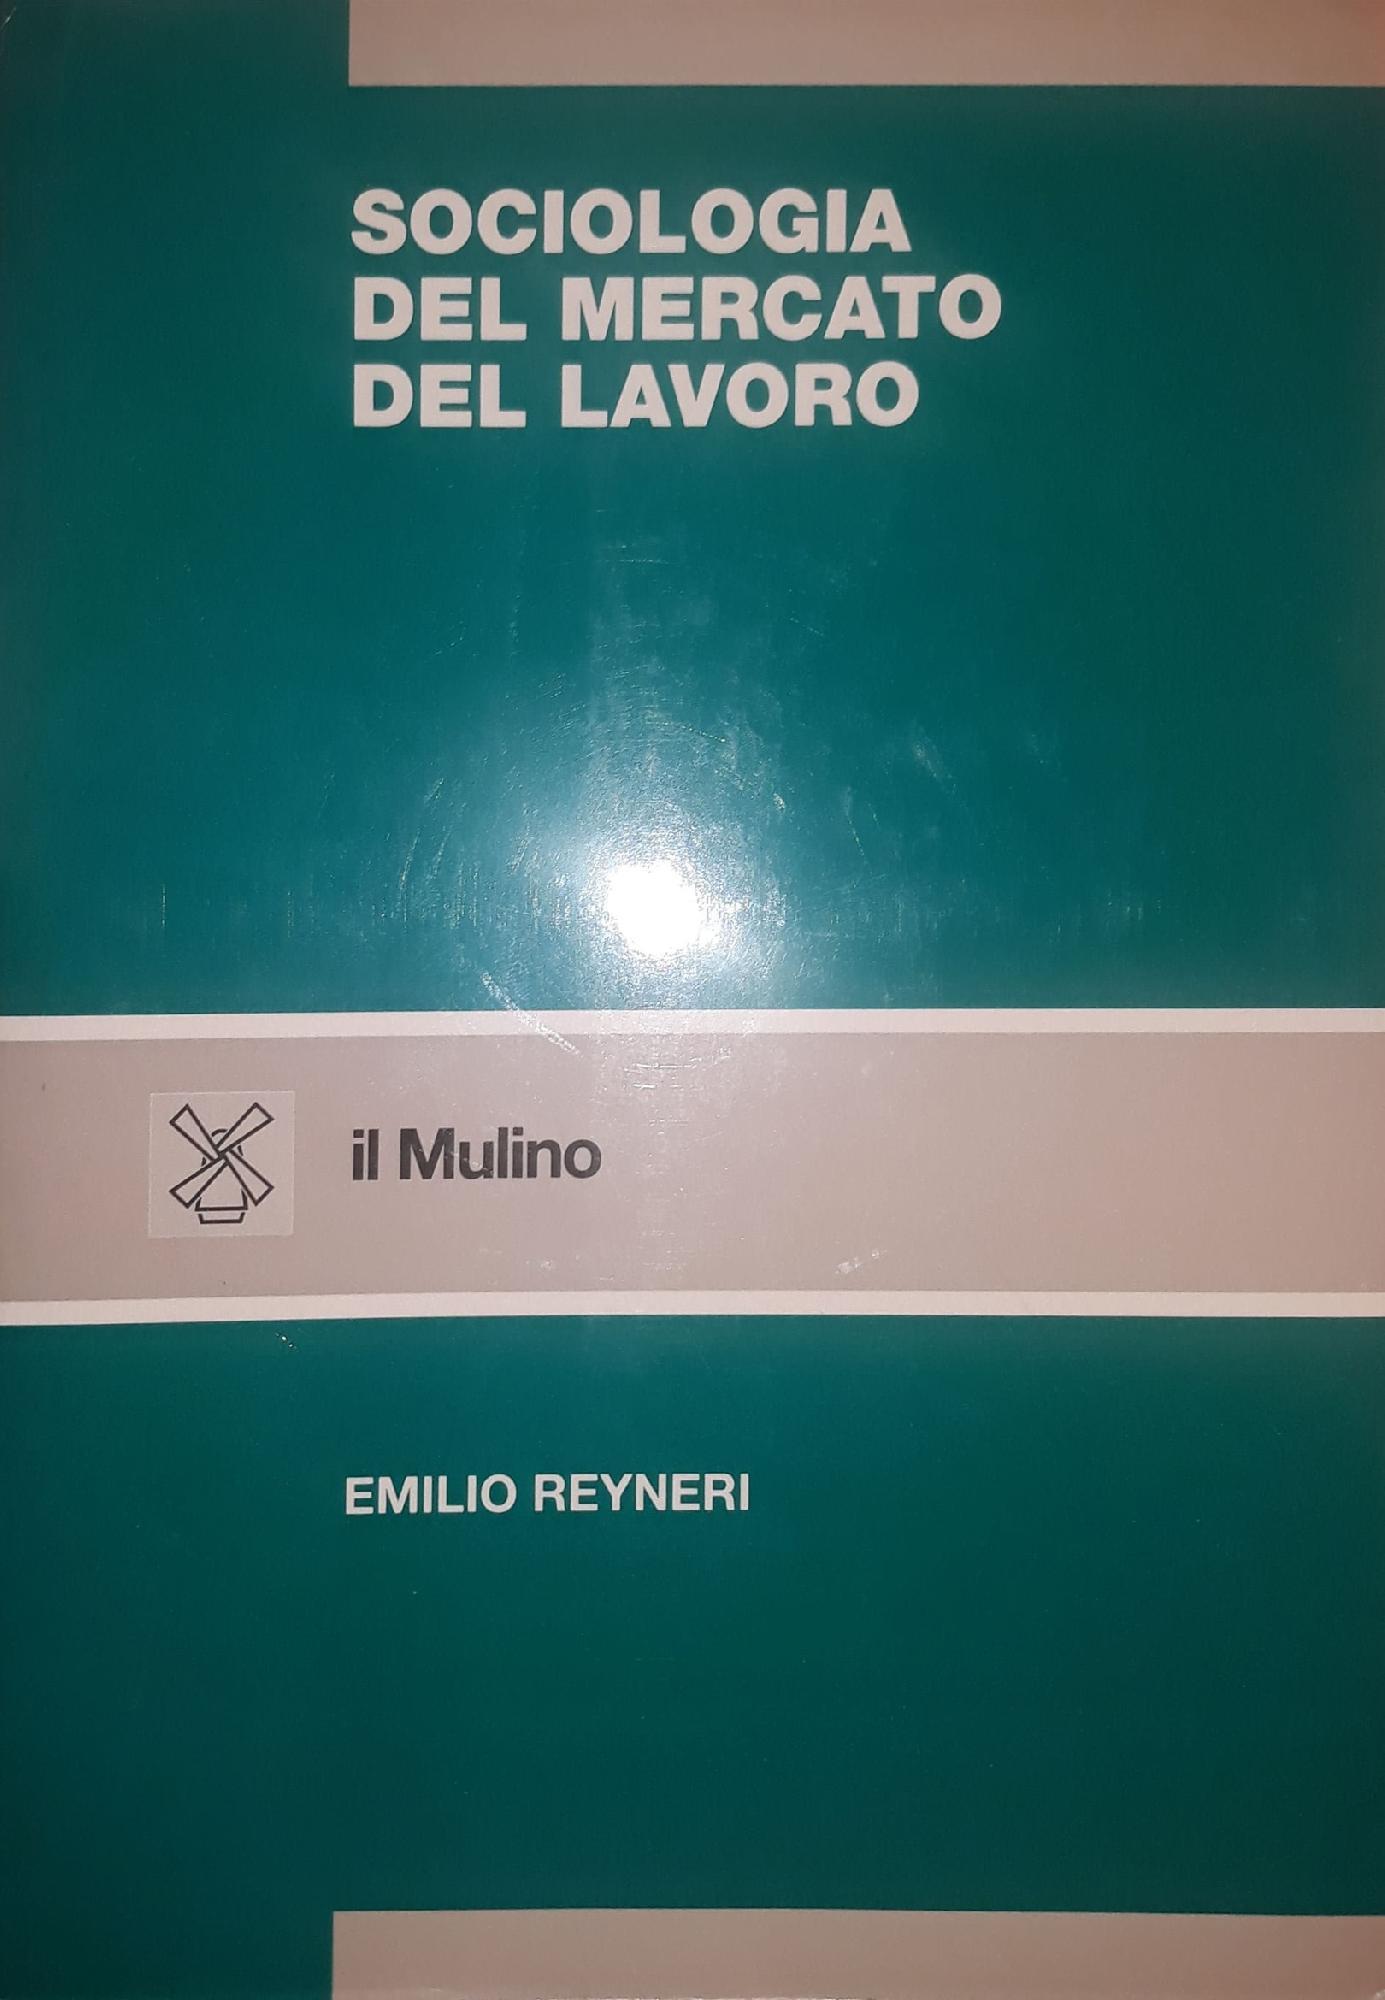 SOCIOLOGIA
DEL MERCATO
DEL LAVORO
il Mulino
EMILIO REYNERI